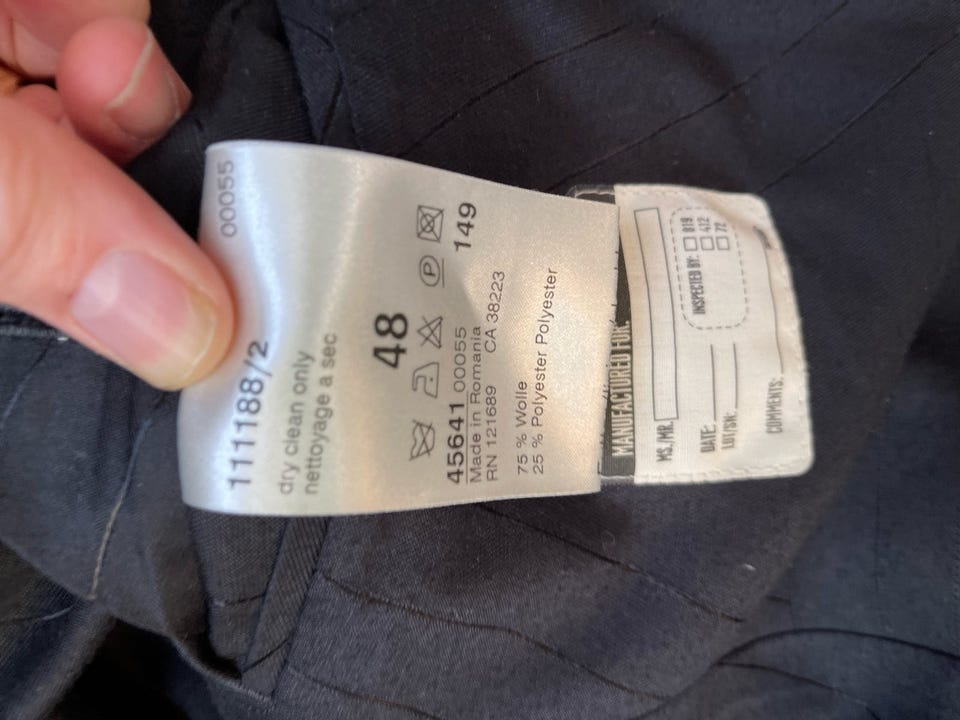 00055
111188/2
dry clean only
nettoyage a sec
48
P
149
45641 00055
Made in Romania
RN 121689 CA 38223
75 % Wolle
25 % Polyester Polyester
MANUFACTURED FOR:
MS./MR.
INSPECTED BY: 819
412
72
DATE:
LOT/SN:
COMMENTS: